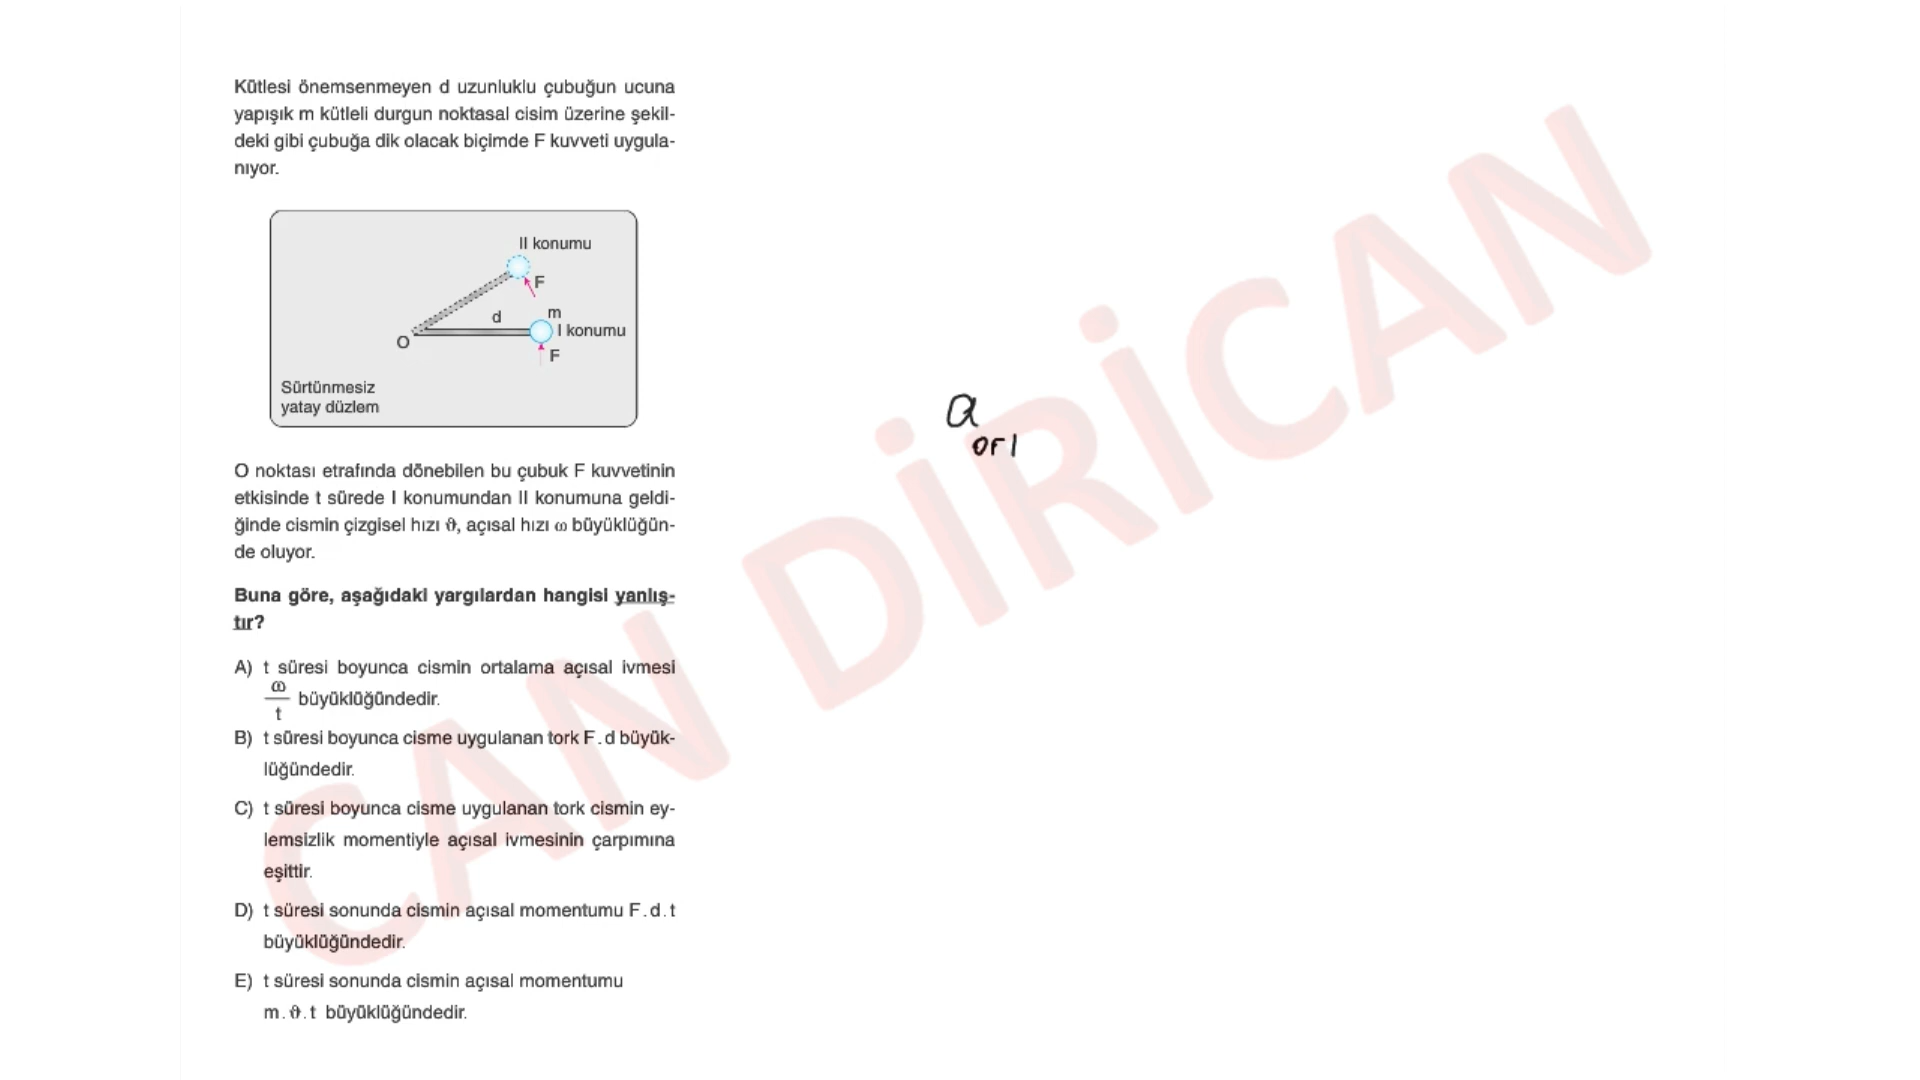 Kütlesi önemsenmeyen d uzunluklu çubuğun ucuna
yapışık m kütleli durgun noktasal cisim üzerine şekil-
deki gibi çubuğa dik olacak biçimde F kuvveti uygula-
nıyor.
II konumu
F
d
m
I konumu
O
F
Sürtünmesiz
yatay düzlem
O noktası etrafında dönebilen bu çubuk F kuvvetinin
etkisinde t sürede I konumundan II konumuna geldi-
ğinde cismin çizgisel hızı ϑ, açısal hızı ω büyüklüğün-
de oluyor.
Buna göre, aşağıdaki yargılardan hangisi yanlış-
tır?
A) t süresi boyunca cismin ortalama açısal ivmesi
ω/t büyüklüğündedir.
B) t süresi boyunca cisme uygulanan tork F.d büyük-
lüğündedir.
C) t süresi boyunca cisme uygulanan tork cismin ey-
lemsizlik momentiyle açısal ivmesinin çarpımına
eşittir.
D) t süresi sonunda cismin açısal momentumu F.d.t
büyüklüğündedir.
E) t süresi sonunda cismin açısal momentumu
m.ϑ.t büyüklüğündedir.
a
ort
CAN DİRİCAN